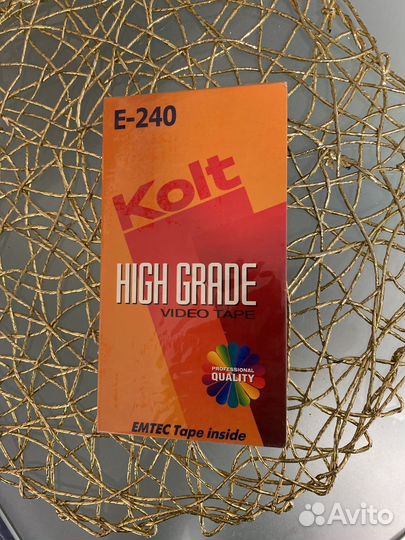 E-240
Kolt
HIGH GRADE
VIDEO TAPE
PROFESSIONAL
QUALITY
EMTEC Tape inside
Avito